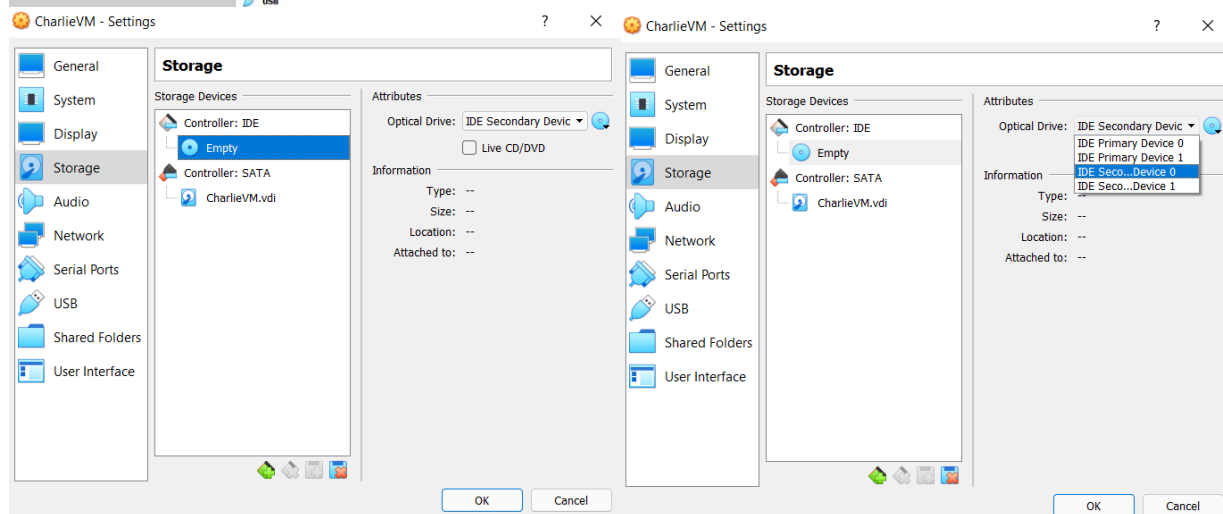 USB
CharlieVM - Settings
?
×
General
System
Display
Storage
Audio
Network
Serial Ports
USB
Shared Folders
User Interface
Storage
Storage Devices
Controller: IDE
Empty
Controller: SATA
CharlieVM.vdi
Attributes
Optical Drive: IDE Secondary Devic
Live CD/DVD
Information
Type: --
Size: --
Location: --
Attached to: --
OK
Cancel
CharlieVM - Settings
?
×
General
System
Display
Storage
Audio
Network
Serial Ports
USB
Shared Folders
User Interface
Storage
Storage Devices
Controller: IDE
Empty
Controller: SATA
CharlieVM.vdi
Attributes
Optical Drive: IDE Secondary Devic
IDE Primary Device 0
IDE Primary Device 1
IDE Seco...Device 0
IDE Seco...Device 1
Information
Type: --
Size: --
Location: --
Attached to: --
OK
Cancel